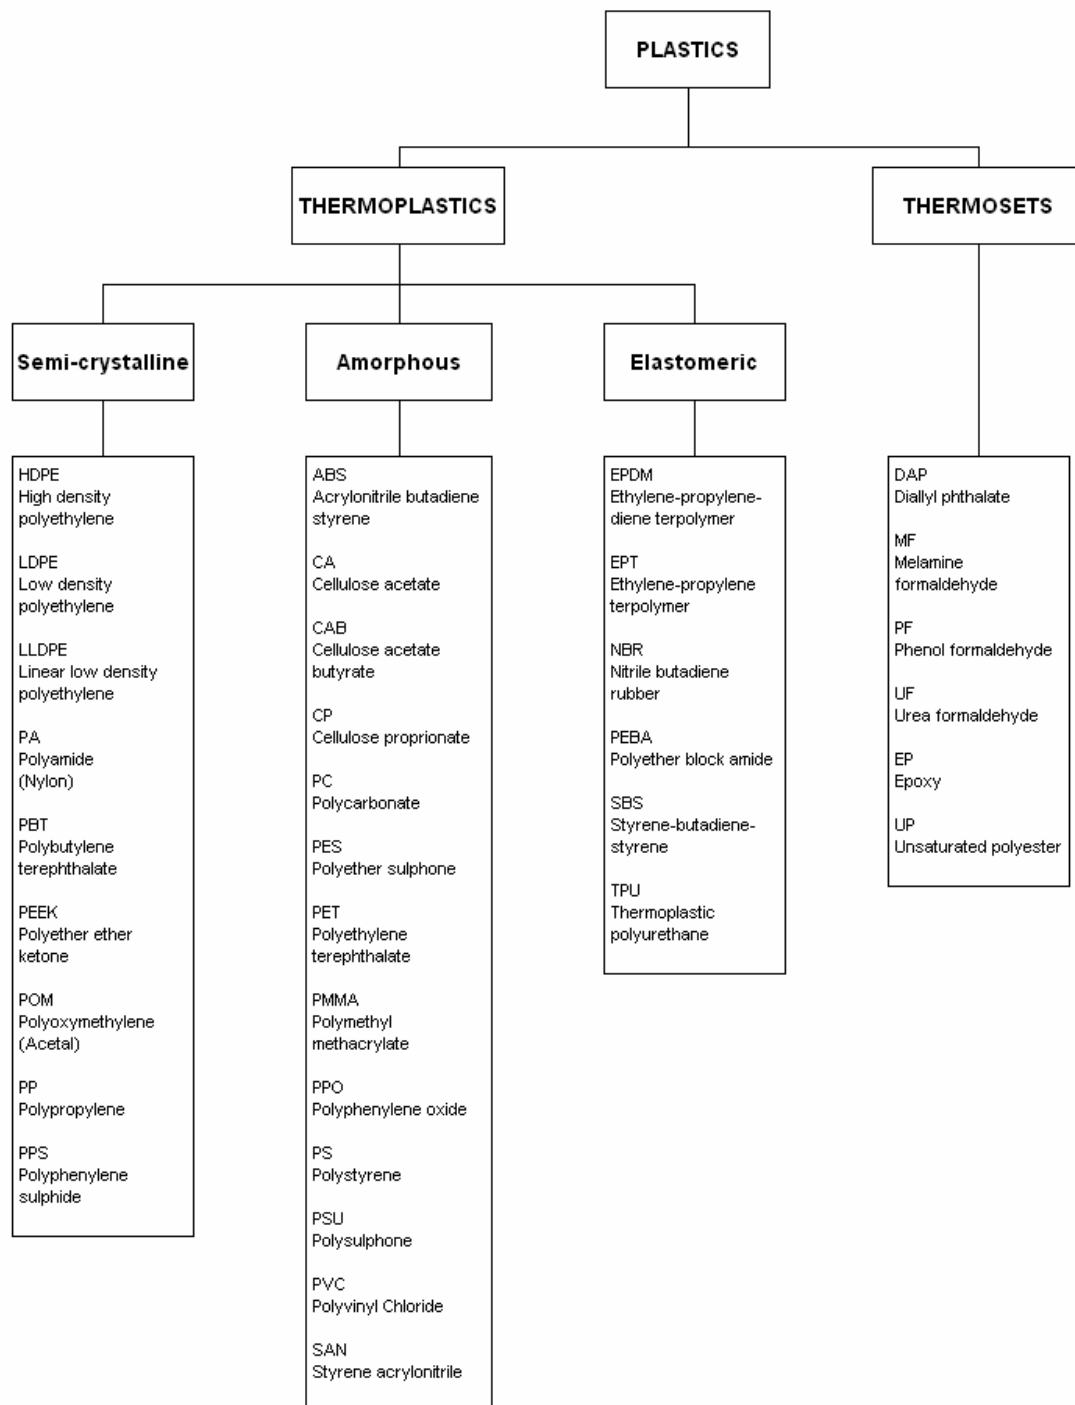 PLASTICS
THERMOPLASTICS
THERMOSETS
Semi-crystalline
Amorphous
Elastomeric
HDPE
High density
polyethylene
LDPE
Low density
polyethylene
LLDPE
Linear low density
polyethylene
PA
Polyamide
(Nylon)
PBT
Polybutylene
terephthalate
PEEK
Polyether ether
ketone
POM
Polyoxymethylene
(Acetal)
PP
Polypropylene
PPS
Polyphenylene
sulphide
ABS
Acrylonitrile butadiene
styrene
CA
Cellulose acetate
CAB
Cellulose acetate
butyrate
CP
Cellulose proprionate
PC
Polycarbonate
PES
Polyether sulphone
PET
Polyethylene
terephthalate
PMMA
Polymethyl
methacrylate
PPO
Polyphenylene oxide
PS
Polystyrene
PSU
Polysulphone
PVC
Polyvinyl Chloride
SAN
Styrene acrylonitrile
EPDM
Ethylene-propylene-
diene terpolymer
EPT
Ethylene-propylene
terpolymer
NBR
Nitrile butadiene
rubber
PEBA
Polyether block amide
SBS
Styrene-butadiene-
styrene
TPU
Thermoplastic
polyurethane
DAP
Diallyl phthalate
MF
Melamine
formaldehyde
PF
Phenol formaldehyde
UF
Urea formaldehyde
EP
Epoxy
UP
Unsaturated polyester